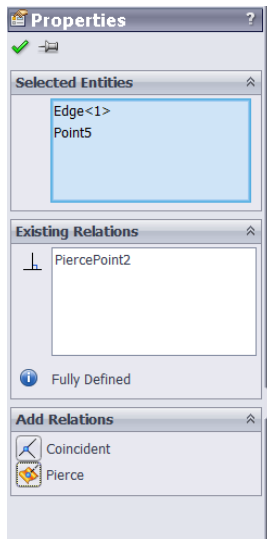 Properties ?
Selected Entities
Edge<1>
Point5
Existing Relations
PiercePoint2
Fully Defined
Add Relations
Coincident
Pierce